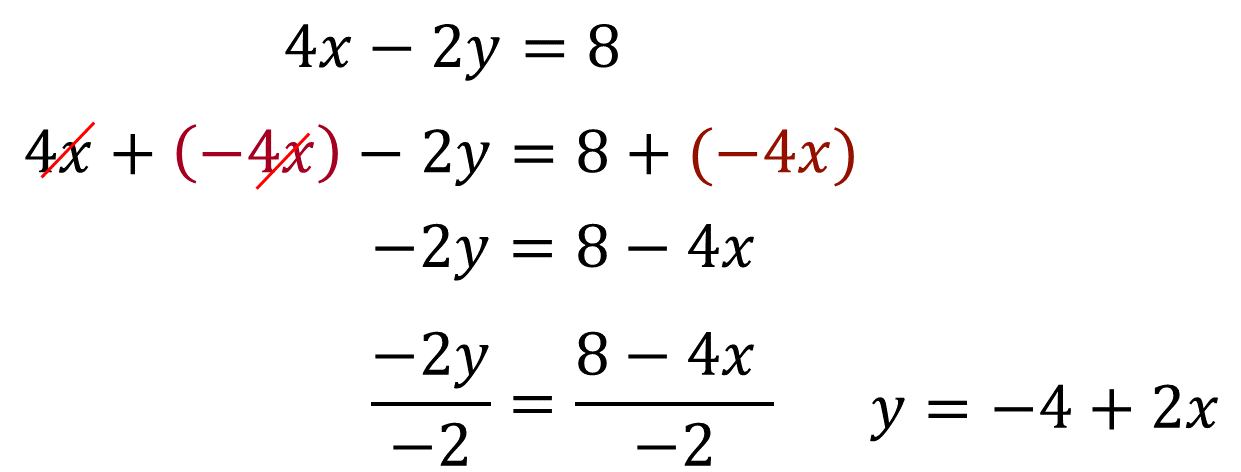 4x − 2y = 8
4x + (−4x) − 2y = 8 + (−4x)
−2y = 8 − 4x
−2y/−2 = 8 − 4x/−2 y = −4 + 2x